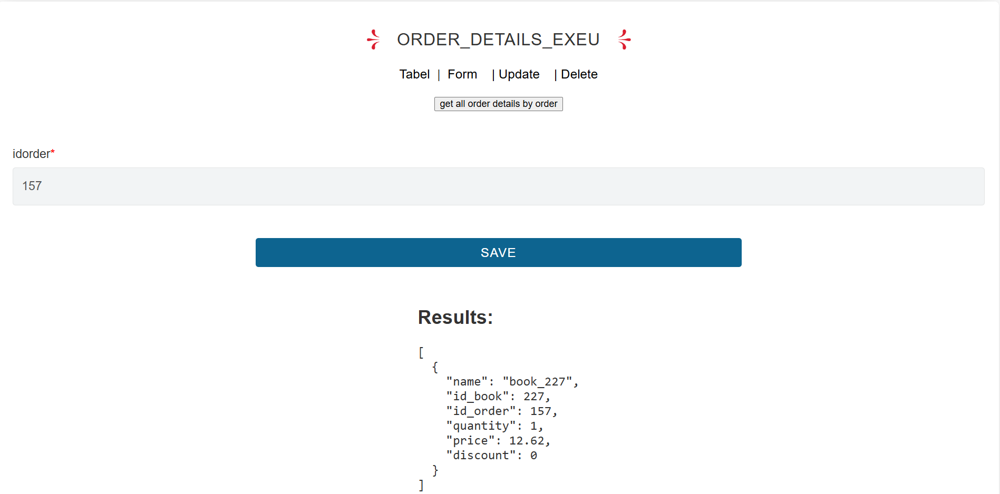 ORDER_DETAILS_EXEU
Tabel | Form | Update | Delete
get all order details by order
idorder*
157
SAVE
Results:
[
  {
    "name": "book_227",
    "id_book": 227,
    "id_order": 157,
    "quantity": 1,
    "price": 12.62,
    "discount": 0
  }
]